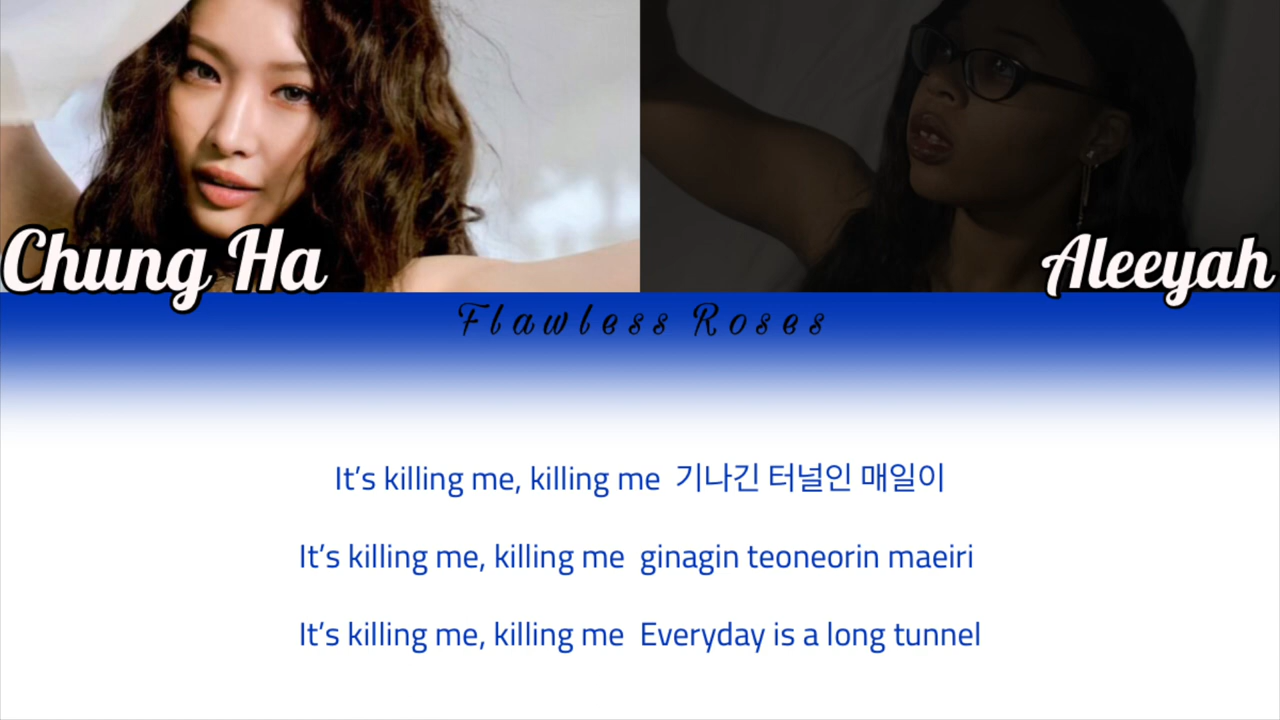 Chung Ha
Aleeyah
Flawless Roses
It’s killing me, killing me 기나긴 터널인 매일이
It’s killing me, killing me ginagin teoneorin maeiri
It’s killing me, killing me Everyday is a long tunnel